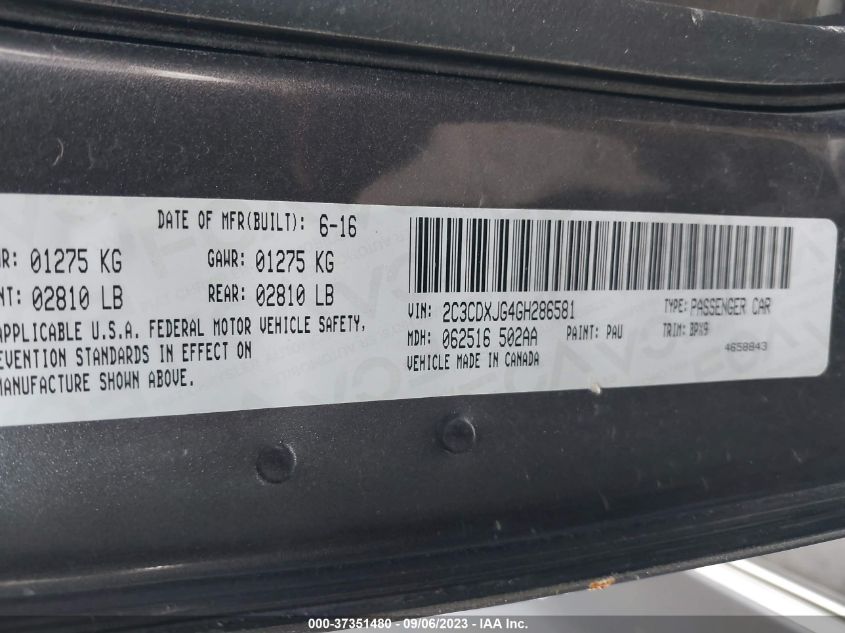 DATE OF MFR(BUILT): 6-16
R: 01275 KG GAWR: 01275 KG
NT: 02810 LB REAR: 02810 LB
APPLICABLE U.S.A. FEDERAL MOTOR VEHICLE SAFETY,
EVENTION STANDARDS IN EFFECT ON
MANUFACTURE SHOWN ABOVE.
VIN: 2C3CDXJG4GH286581 TYPE: PASSENGER CAR
MDH: 062516 502AA PAINT: PAU TRIM: BPX9
VEHICLE MADE IN CANADA 4658843
000-37351480 - 09/06/2023 - IAA Inc.